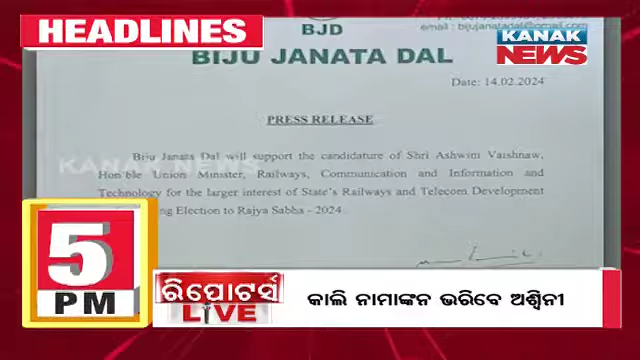 HEADLINES
KANAK
NEWS
BJD
email : bijujanatadal@gmail.com
BIJU JANATA DAL
Date: 14.02.2024
PRESS RELEASE
Biju Janata Dal will support the candidature of Shri Ashwini Vaishnaw,
Hon'ble Union Minister, Railways, Communication and Information and
Technology for the larger interest of State's Railways and Telecom Development
Election to Rajya Sabha - 2024.
KANAK NEWS
5
PM
ରିପୋଟର୍ସ
LIVE
କାଲି ନାମାଙ୍କନ ଭରିବେ ଅଶ୍ୱିନୀ